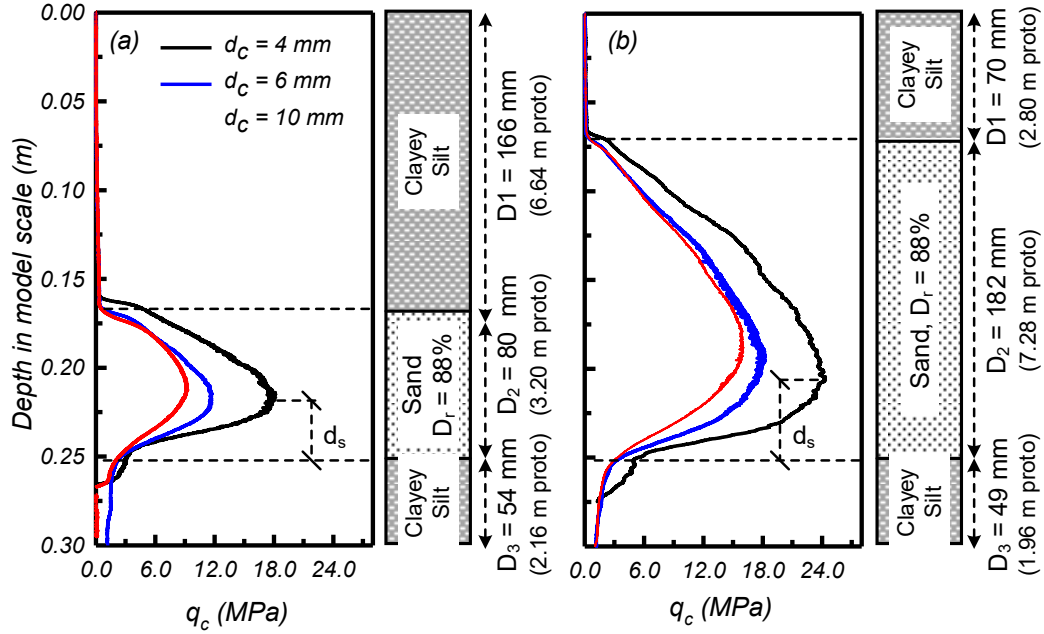 (a)
d_c = 4 mm
d_c = 6 mm
d_c = 10 mm
0.00
0.05
0.10
0.15
0.20
0.25
0.30
Depth in model scale (m)
0.0 6.0 12.0 18.0 24.0
q_c (MPa)
d_s
Clayey
Silt
Sand
D_r = 88%
Clayey
Silt
D1 = 166 mm
(6.64 m proto)
D_2 = 80 mm
(3.20 m proto)
D_3 = 54 mm
(2.16 m proto)
(b)
0.0 6.0 12.0 18.0 24.0
q_c (MPa)
d_s
Clayey
Silt
Sand, D_r = 88%
Clayey
Silt
D1 = 70 mm
(2.80 m proto)
D_2 = 182 mm
(7.28 m proto)
D_3 = 49 mm
(1.96 m proto)